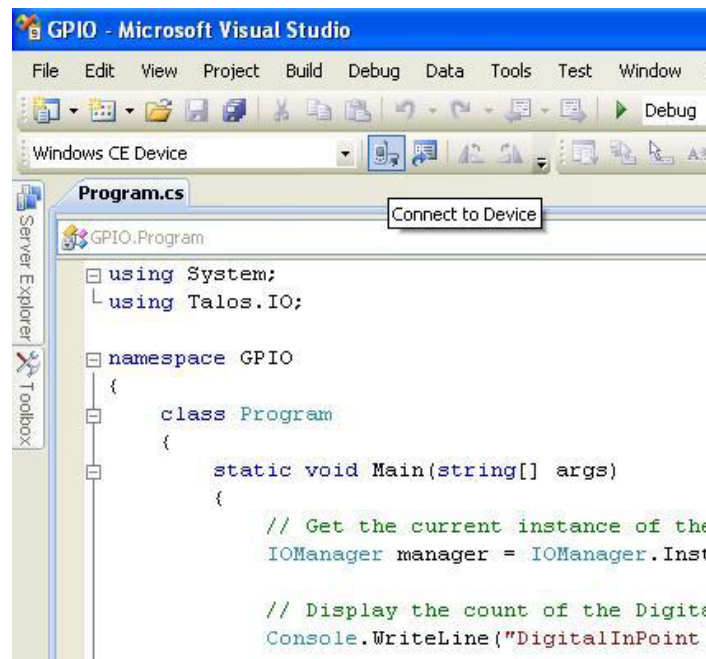 GPIO - Microsoft Visual Studio
File Edit View Project Build Debug Data Tools Test Window
Debug
Windows CE Device
Program.cs
Connect to Device
GPIO.Program
Server Explorer
Toolbox
using System;
using Talos.IO;
namespace GPIO
{
class Program
{
static void Main(string[] args)
{
// Get the current instance of the
IOManager manager = IOManager.Inst
// Display the count of the Digita
Console.WriteLine("DigitalInPoint